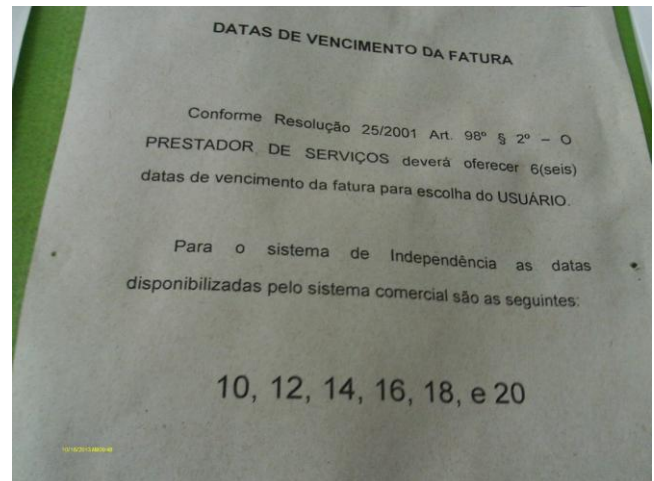 DATAS DE VENCIMENTO DA FATURA
Conforme Resolução 25/2001 Art. 98º § 2º – O
PRESTADOR DE SERVIÇOS deverá oferecer 6(seis)
datas de vencimento da fatura para escolha do USUÁRIO.
Para o sistema de Independência as datas
disponibilizadas pelo sistema comercial são as seguintes:
10, 12, 14, 16, 18, e 20